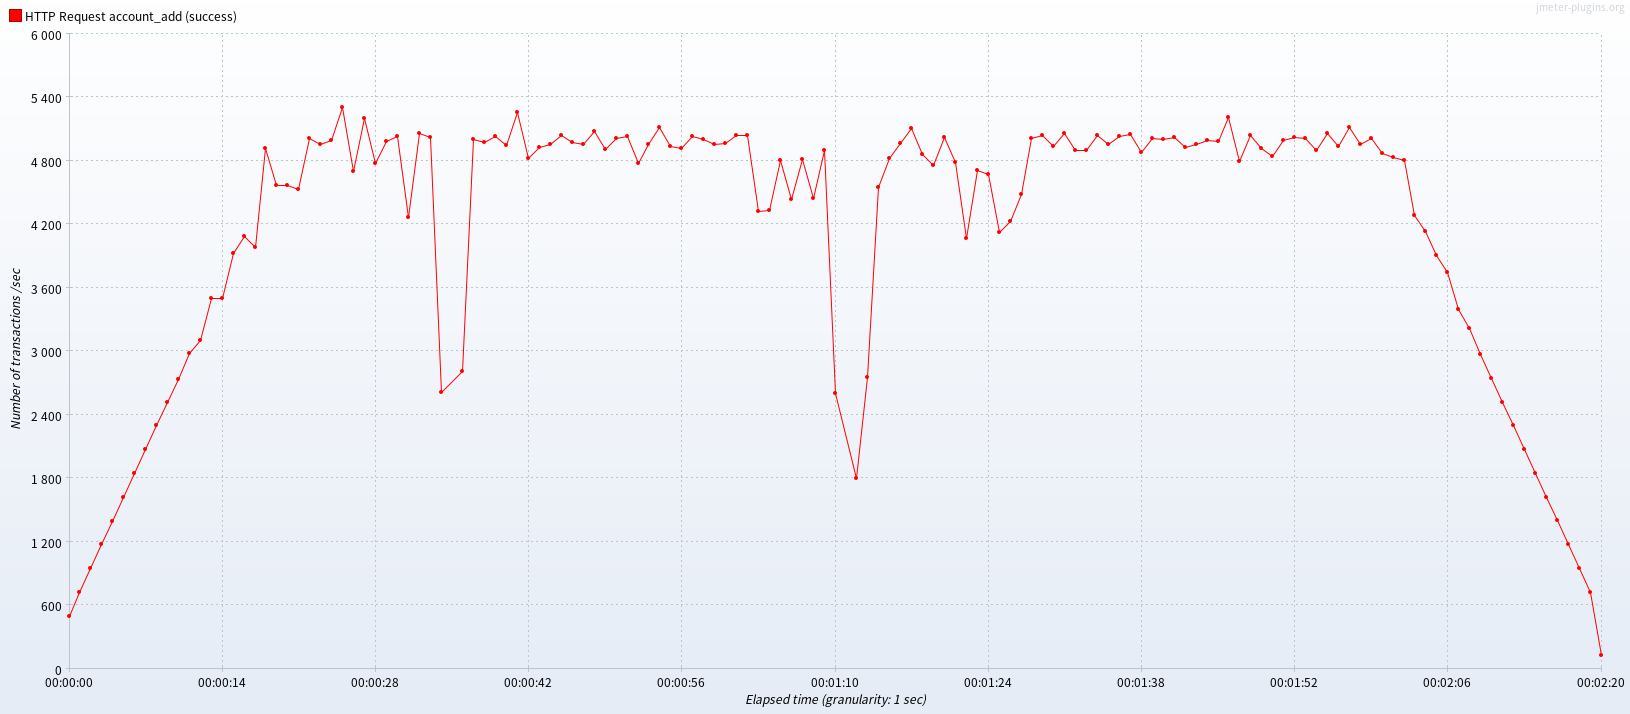 HTTP Request account_add (success)
jmeter-plugins.org
6 000
5 400
4 800
4 200
3 600
3 000
2 400
1 800
1 200
600
0
Number of transactions /sec
00:00:00 00:00:14 00:00:28 00:00:42 00:00:56 00:01:10 00:01:24 00:01:38 00:01:52 00:02:06 00:02:20
Elapsed time (granularity: 1 sec)